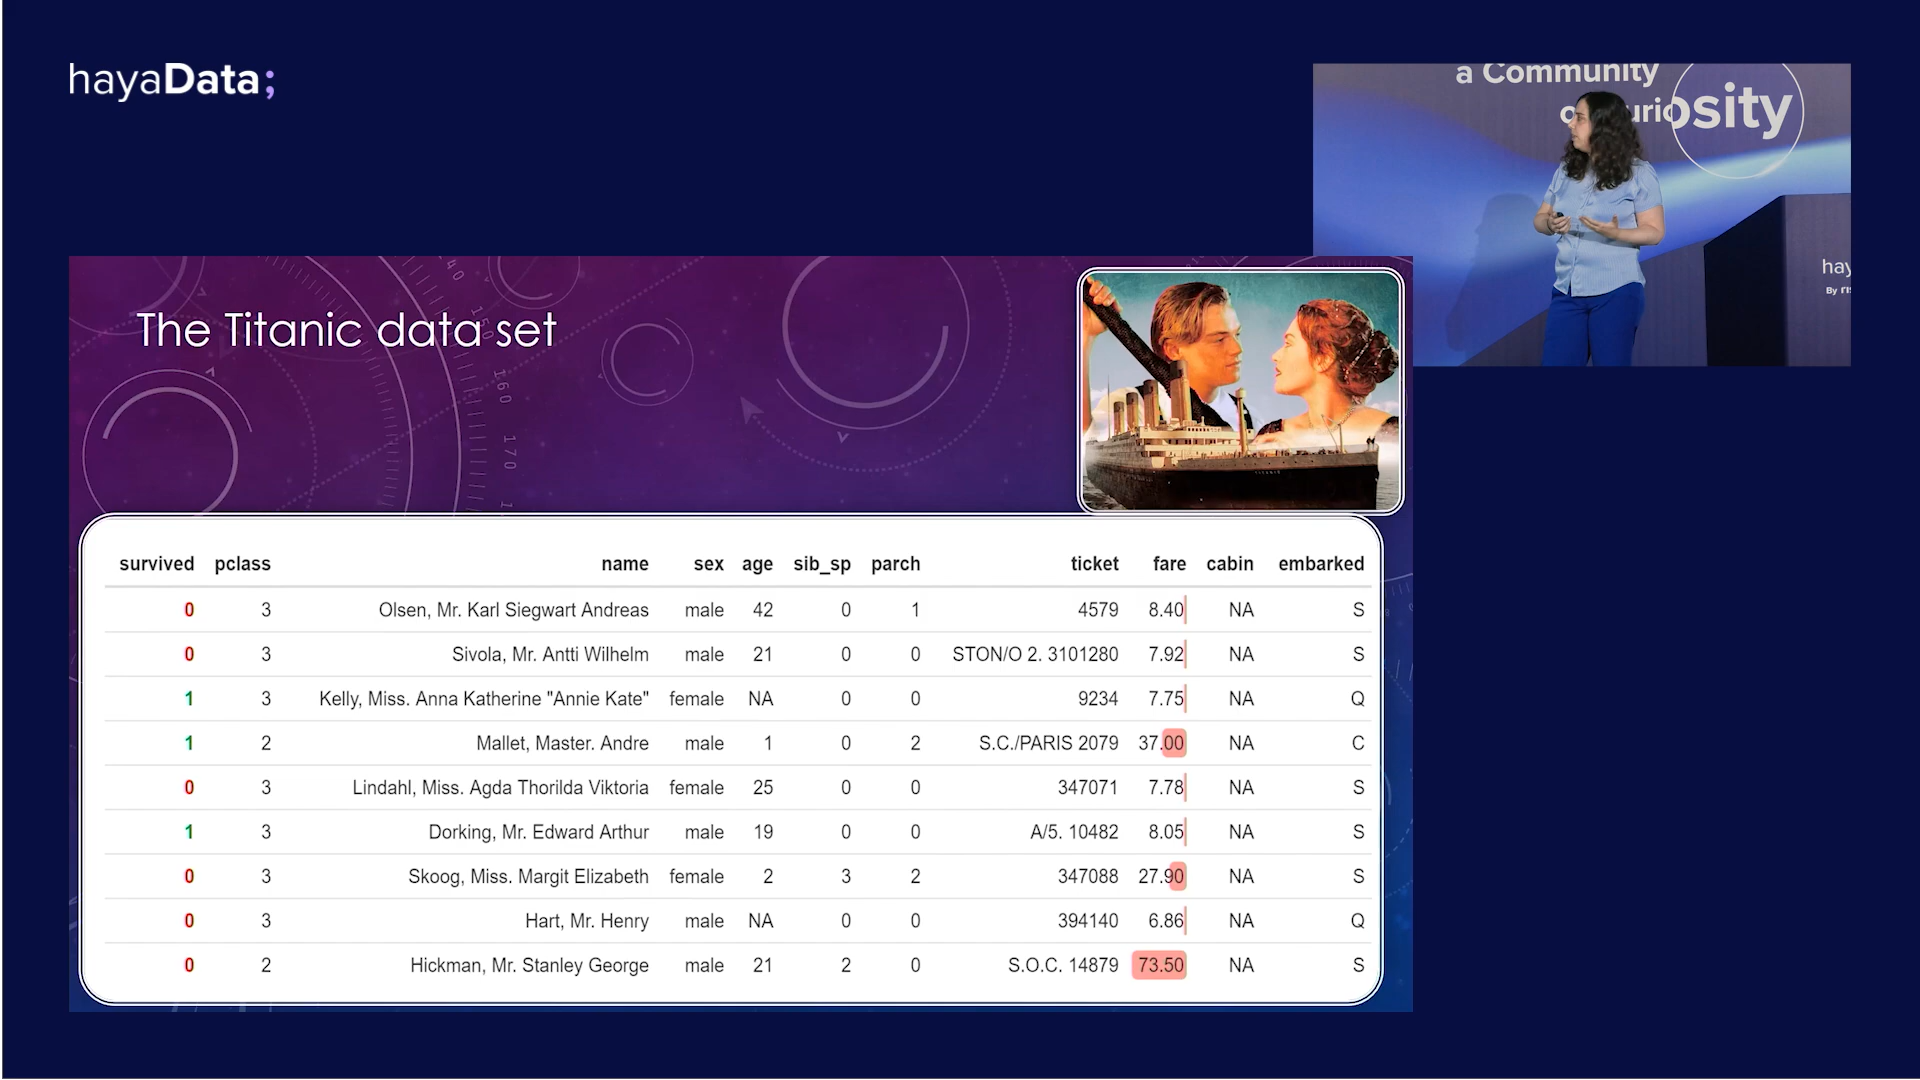 hayaData;
a Community
osity
hay
By
The Titanic data set
140
150
160
170
TITANIC
survived pclass name sex age sib_sp parch ticket fare cabin embarked
0 3 Olsen, Mr. Karl Siegwart Andreas male 42 0 1 4579 8.40 NA S
0 3 Sivola, Mr. Antti Wilhelm male 21 0 0 STON/O 2. 3101280 7.92 NA S
1 3 Kelly, Miss. Anna Katherine "Annie Kate" female NA 0 0 9234 7.75 NA Q
1 2 Mallet, Master. Andre male 1 0 2 S.C./PARIS 2079 37.00 NA C
0 3 Lindahl, Miss. Agda Thorilda Viktoria female 25 0 0 347071 7.78 NA S
1 3 Dorking, Mr. Edward Arthur male 19 0 0 A/5. 10482 8.05 NA S
0 3 Skoog, Miss. Margit Elizabeth female 2 3 2 347088 27.90 NA S
0 3 Hart, Mr. Henry male NA 0 0 394140 6.86 NA Q
0 2 Hickman, Mr. Stanley George male 21 2 0 S.O.C. 14879 73.50 NA S